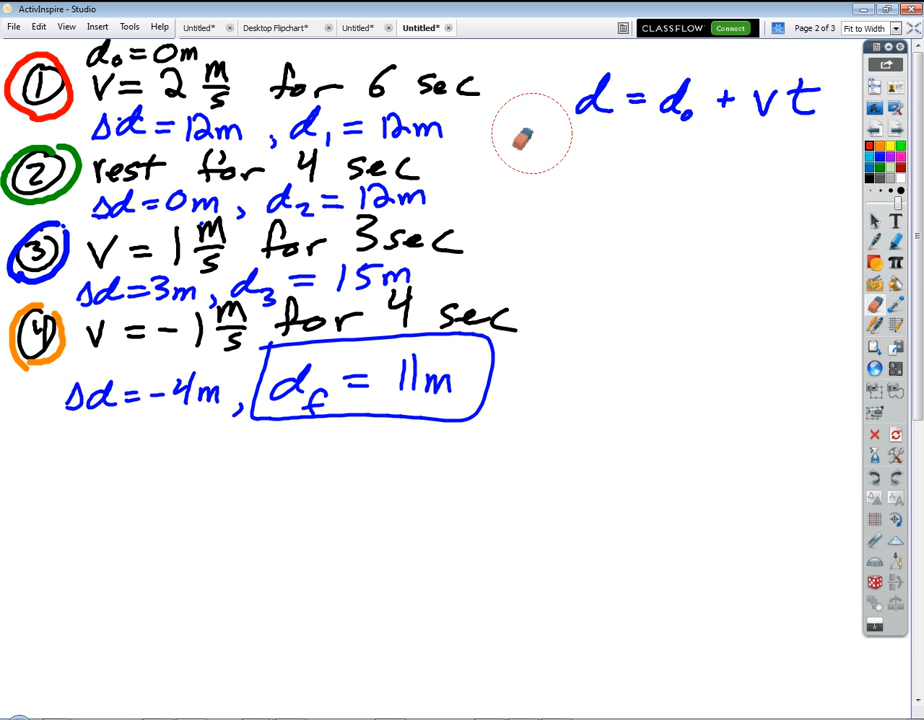 ActivInspire - Studio
File Edit View Insert Tools Help Untitled* Desktop Flipchart* Untitled* Untitled* CLASSFLOW Connect Page 2 of 3 Fit to Width
d₀ = 0m
① v = 2 m/s for 6 sec
Δd = 12m , d₁ = 12m
d = d₀ + vt
② rest for 4 sec
Δd = 0m , d₂ = 12m
③ v = 1 m/s for 3 sec
Δd = 3m , d₃ = 15m
④ v = -1 m/s for 4 sec
Δd = -4m , d_f = 11m